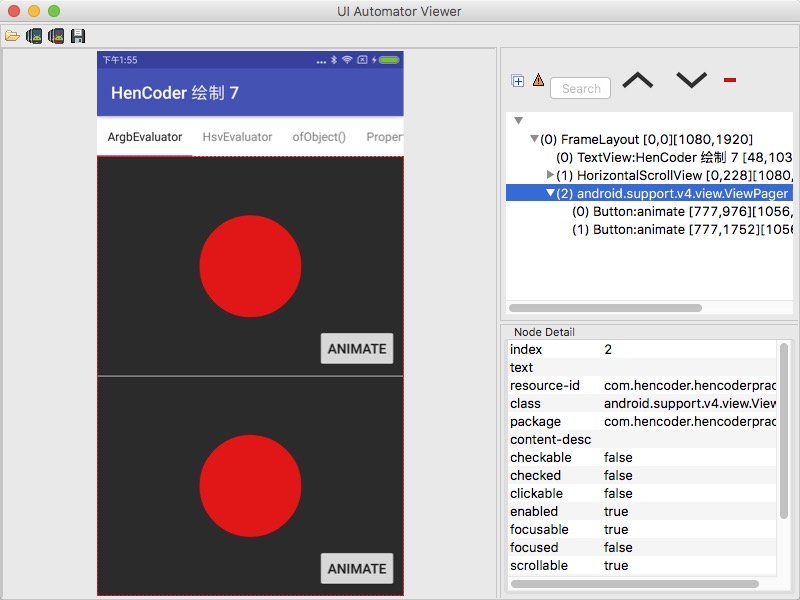 UI Automator Viewer
下午1:55
HenCoder 绘制 7
ArgbEvaluator HsvEvaluator ofObject() Proper
ANIMATE
ANIMATE
Search
(0) FrameLayout [0,0][1080,1920]
(0) TextView:HenCoder 绘制 7 [48,103
(1) HorizontalScrollView [0,228][1080,
(2) android.support.v4.view.ViewPager
(0) Button:animate [777,976][1056,
(1) Button:animate [777,1752][1056
Node Detail
index 2
text
resource-id com.hencoder.hencoderprac
class android.support.v4.view.View
package com.hencoder.hencoderprac
content-desc
checkable false
checked false
clickable false
enabled true
focusable true
focused false
scrollable true